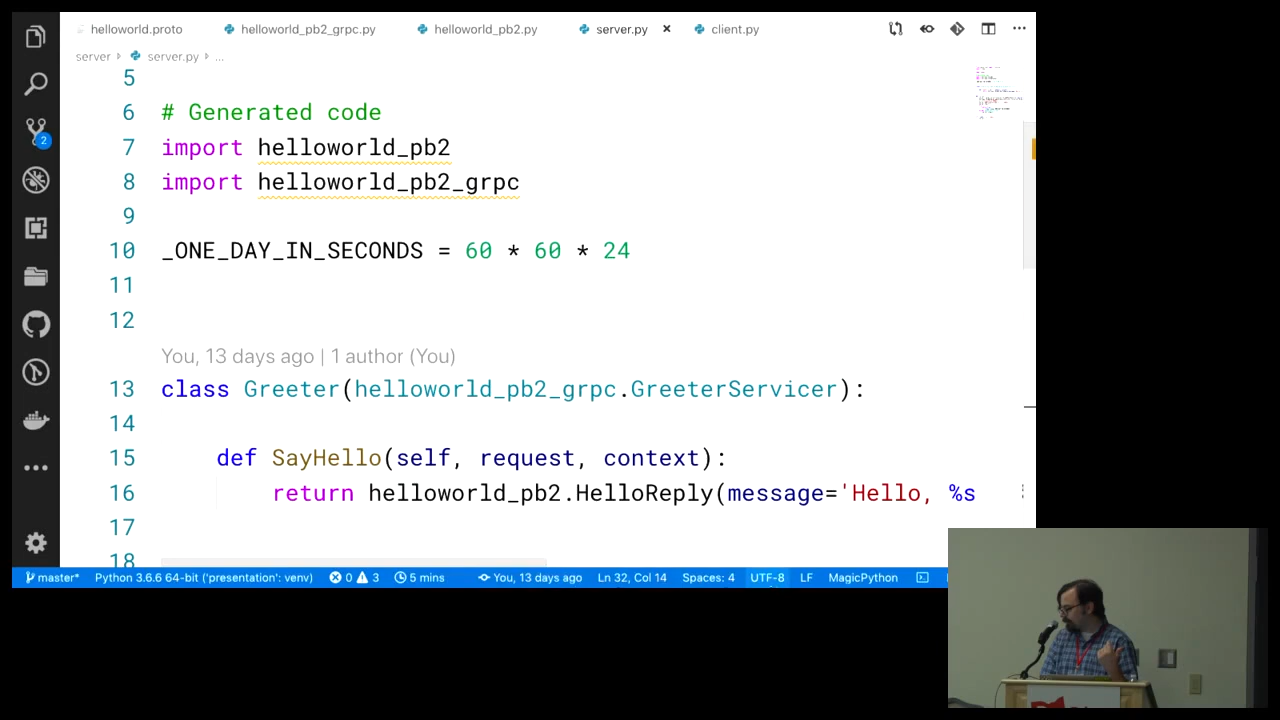 helloworld.proto helloworld_pb2_grpc.py helloworld_pb2.py server.py × client.py ...
server server.py ...
5
6 # Generated code
7 import helloworld_pb2
8 import helloworld_pb2_grpc
9
10 _ONE_DAY_IN_SECONDS = 60 * 60 * 24
11
12
You, 13 days ago | 1 author (You)
13 class Greeter(helloworld_pb2_grpc.GreeterServicer):
14
15 def SayHello(self, request, context):
16 return helloworld_pb2.HelloReply(message='Hello, %s
17
18
2
master* Python 3.6.6 64-bit ('presentation': venv) 0 3 5 mins You, 13 days ago Ln 32, Col 14 Spaces: 4 UTF-8 LF MagicPython